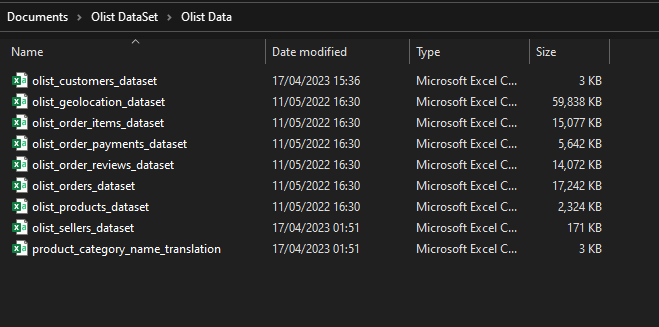 Documents > Olist DataSet > Olist Data
Name Date modified Type Size
olist_customers_dataset 17/04/2023 15:36 Microsoft Excel C... 3 KB
olist_geolocation_dataset 11/05/2022 16:30 Microsoft Excel C... 59,838 KB
olist_order_items_dataset 11/05/2022 16:30 Microsoft Excel C... 15,077 KB
olist_order_payments_dataset 11/05/2022 16:30 Microsoft Excel C... 5,642 KB
olist_order_reviews_dataset 11/05/2022 16:30 Microsoft Excel C... 14,072 KB
olist_orders_dataset 11/05/2022 16:30 Microsoft Excel C... 17,242 KB
olist_products_dataset 11/05/2022 16:30 Microsoft Excel C... 2,324 KB
olist_sellers_dataset 17/04/2023 01:51 Microsoft Excel C... 171 KB
product_category_name_translation 17/04/2023 01:51 Microsoft Excel C... 3 KB